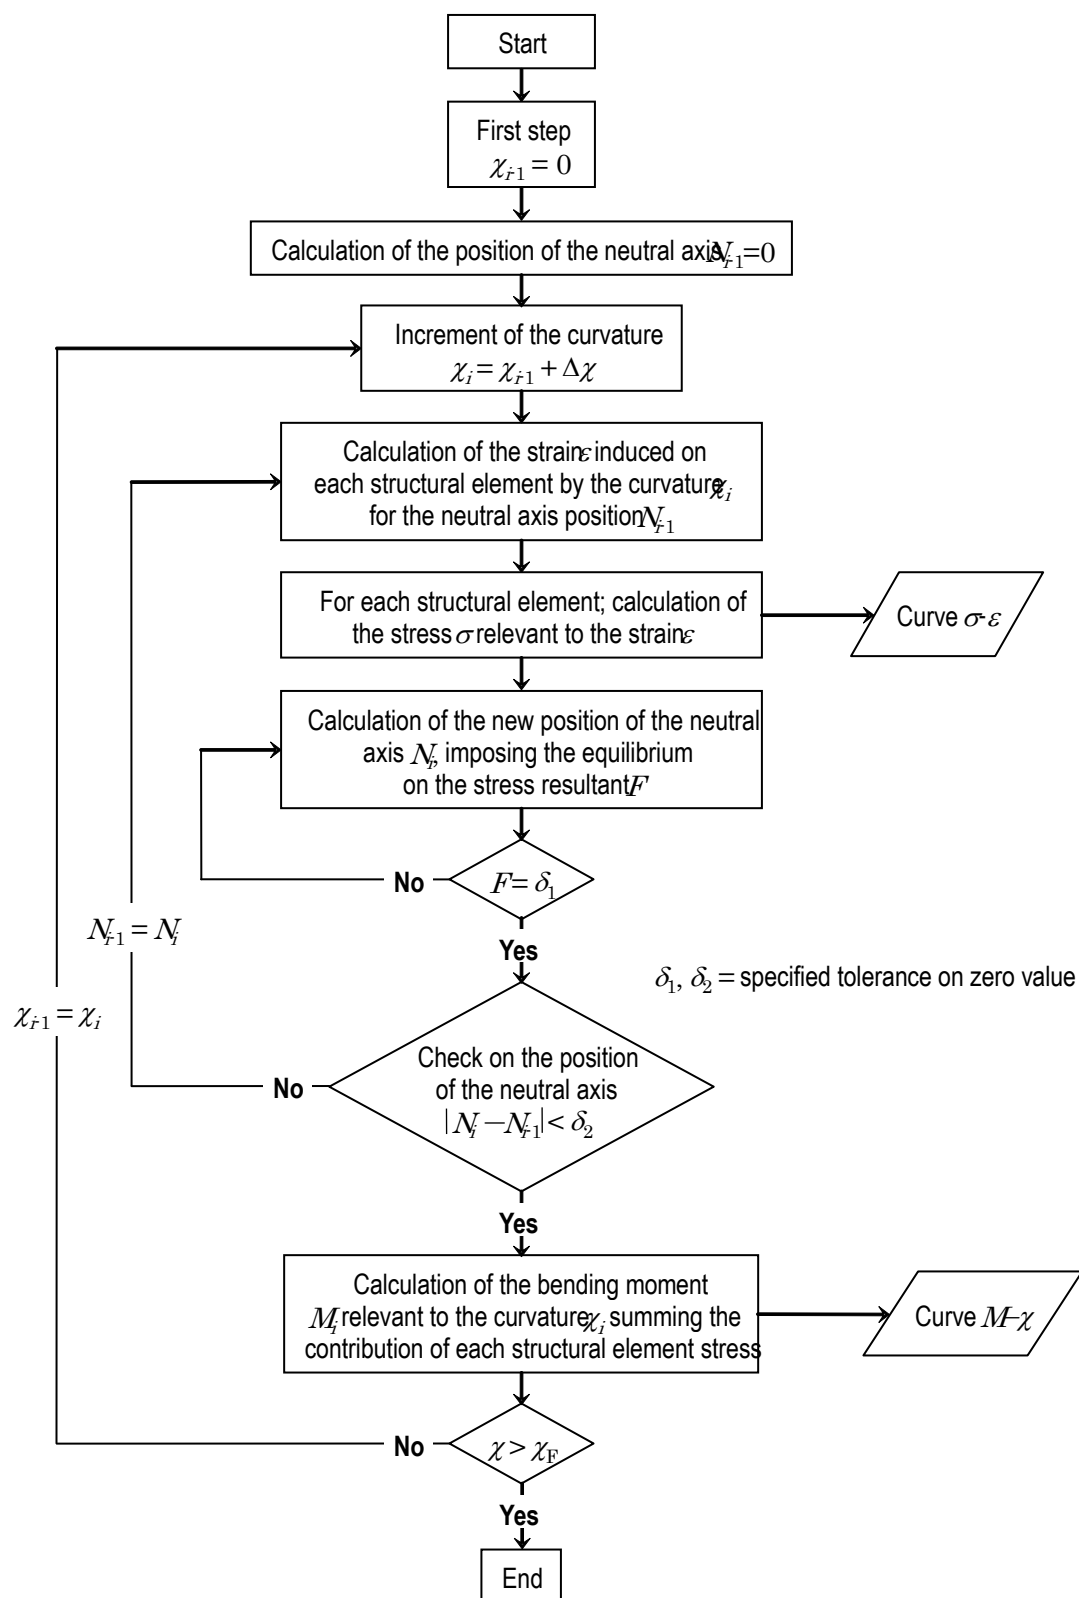 Start
First step
χᵢ₋₁ = 0
Calculation of the position of the neutral axis Nᵢ₋₁=0
Increment of the curvature
χᵢ = χᵢ₋₁ + Δχ
Calculation of the strain ε induced on
each structural element by the curvature χᵢ
for the neutral axis position Nᵢ₋₁
For each structural element; calculation of
the stress σ relevant to the strain ε
Curve σ-ε
Calculation of the new position of the neutral
axis Nᵢ, imposing the equilibrium
on the stress resultant F
No
F = δ₁
Nᵢ₋₁ = Nᵢ
Yes
δ₁, δ₂ = specified tolerance on zero value
χᵢ₋₁ = χᵢ
Check on the position
of the neutral axis
|Nᵢ – Nᵢ₋₁| < δ₂
No
Yes
Calculation of the bending moment
Mᵢ relevant to the curvature χᵢ summing the
contribution of each structural element stress
Curve M–χ
No
χ > χF
Yes
End